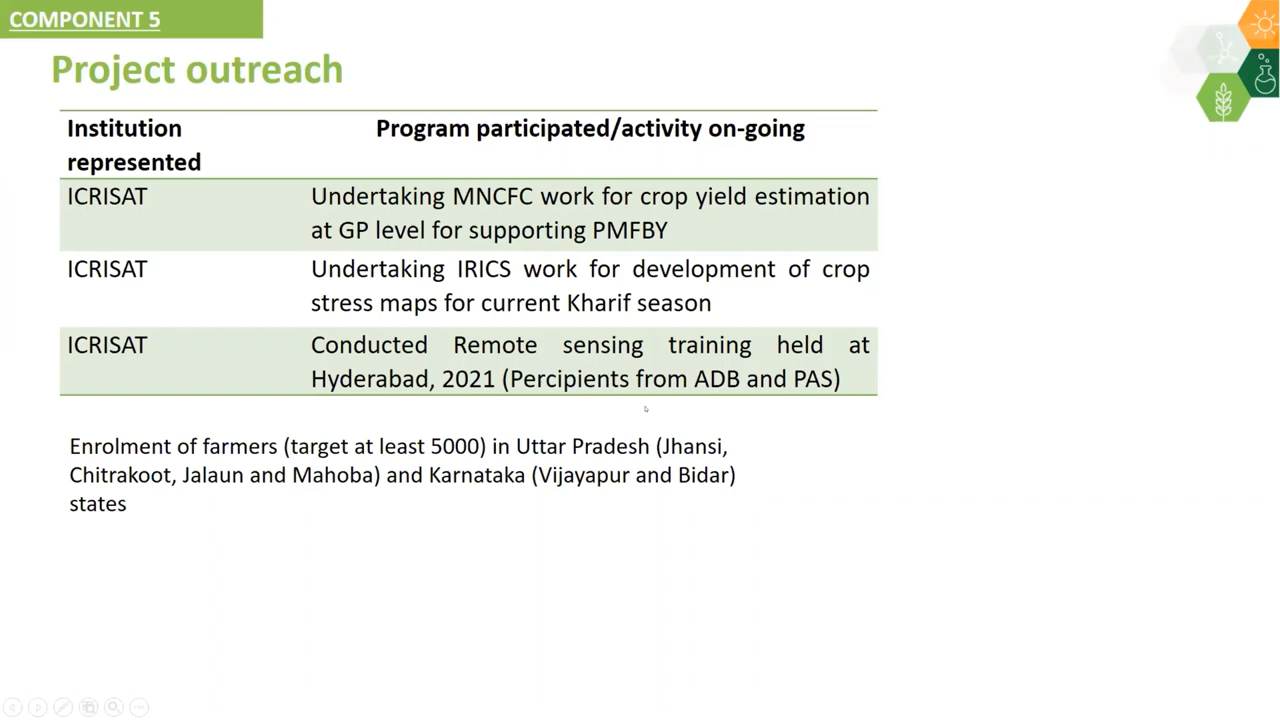 COMPONENT 5
Project outreach
Institution represented
Program participated/activity on-going
ICRISAT
Undertaking MNCFC work for crop yield estimation
at GP level for supporting PMFBY
ICRISAT
Undertaking IRICS work for development of crop
stress maps for current Kharif season
ICRISAT
Conducted Remote sensing training held at
Hyderabad, 2021 (Percipients from ADB and PAS)
Enrolment of farmers (target at least 5000) in Uttar Pradesh (Jhansi,
Chitrakoot, Jalaun and Mahoba) and Karnataka (Vijayapur and Bidar)
states